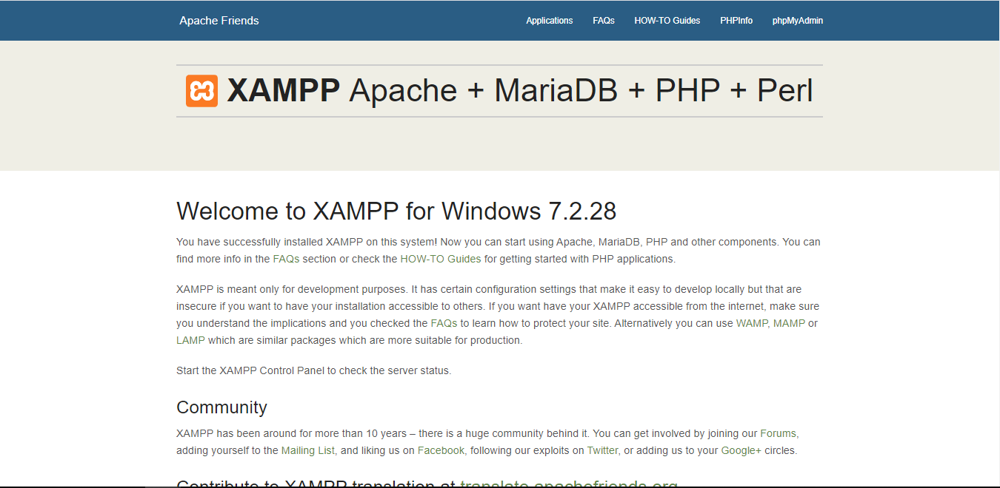 Apache Friends
Applications FAQs HOW-TO Guides PHPInfo phpMyAdmin
XAMPP Apache + MariaDB + PHP + Perl
Welcome to XAMPP for Windows 7.2.28
You have successfully installed XAMPP on this system! Now you can start using Apache, MariaDB, PHP and other components. You can
find more info in the FAQs section or check the HOW-TO Guides for getting started with PHP applications.
XAMPP is meant only for development purposes. It has certain configuration settings that make it easy to develop locally but that are
insecure if you want to have your installation accessible to others. If you want have your XAMPP accessible from the internet, make sure
you understand the implications and you checked the FAQs to learn how to protect your site. Alternatively you can use WAMP, MAMP or
LAMP which are similar packages which are more suitable for production.
Start the XAMPP Control Panel to check the server status.
Community
XAMPP has been around for more than 10 years – there is a huge community behind it. You can get involved by joining our Forums,
adding yourself to the Mailing List, and liking us on Facebook, following our exploits on Twitter, or adding us to your Google+ circles.
Contribute to XAMPP translation at translate.apachefriends.org